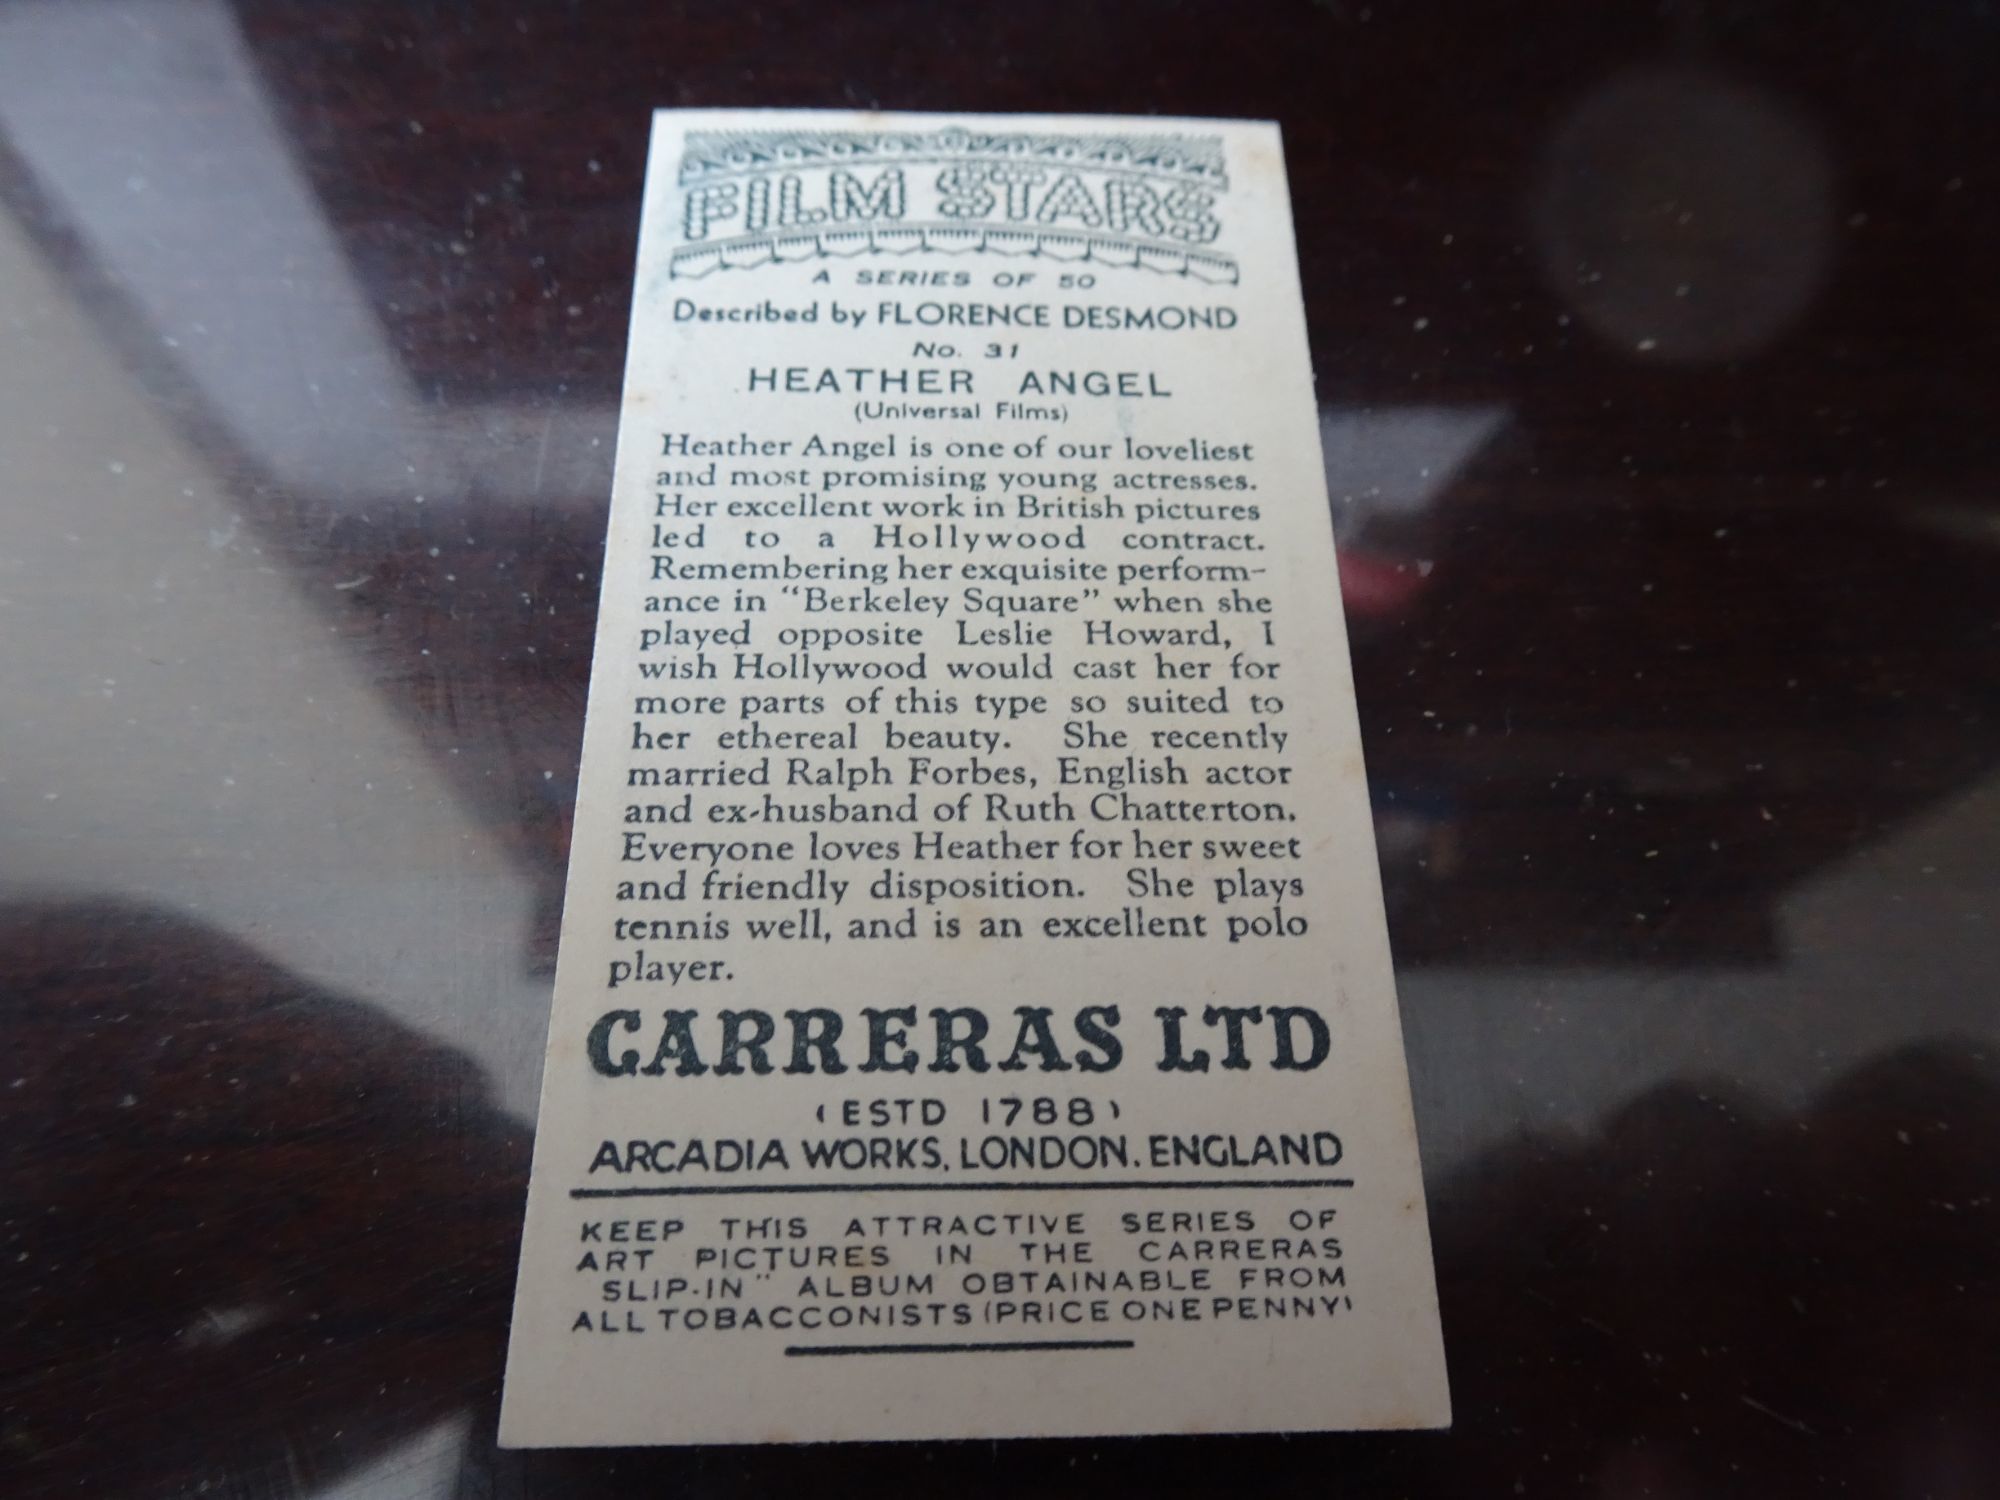 FILM STARS
A SERIES OF 50
Described by FLORENCE DESMOND
No. 31
HEATHER ANGEL
(Universal Films)
Heather Angel is one of our loveliest
and most promising young actresses.
Her excellent work in British pictures
led to a Hollywood contract.
Remembering her exquisite perform-
ance in "Berkeley Square" when she
played opposite Leslie Howard, I
wish Hollywood would cast her for
more parts of this type so suited to
her ethereal beauty. She recently
married Ralph Forbes, English actor
and ex-husband of Ruth Chatterton.
Everyone loves Heather for her sweet
and friendly disposition. She plays
tennis well, and is an excellent polo
player.
CARRERAS LTD
(ESTD 1788)
ARCADIA WORKS, LONDON. ENGLAND
KEEP THIS ATTRACTIVE SERIES OF
ART PICTURES IN THE CARRERAS
SLIP-IN" ALBUM OBTAINABLE FROM
ALL TOBACCONISTS (PRICE ONE PENNY)